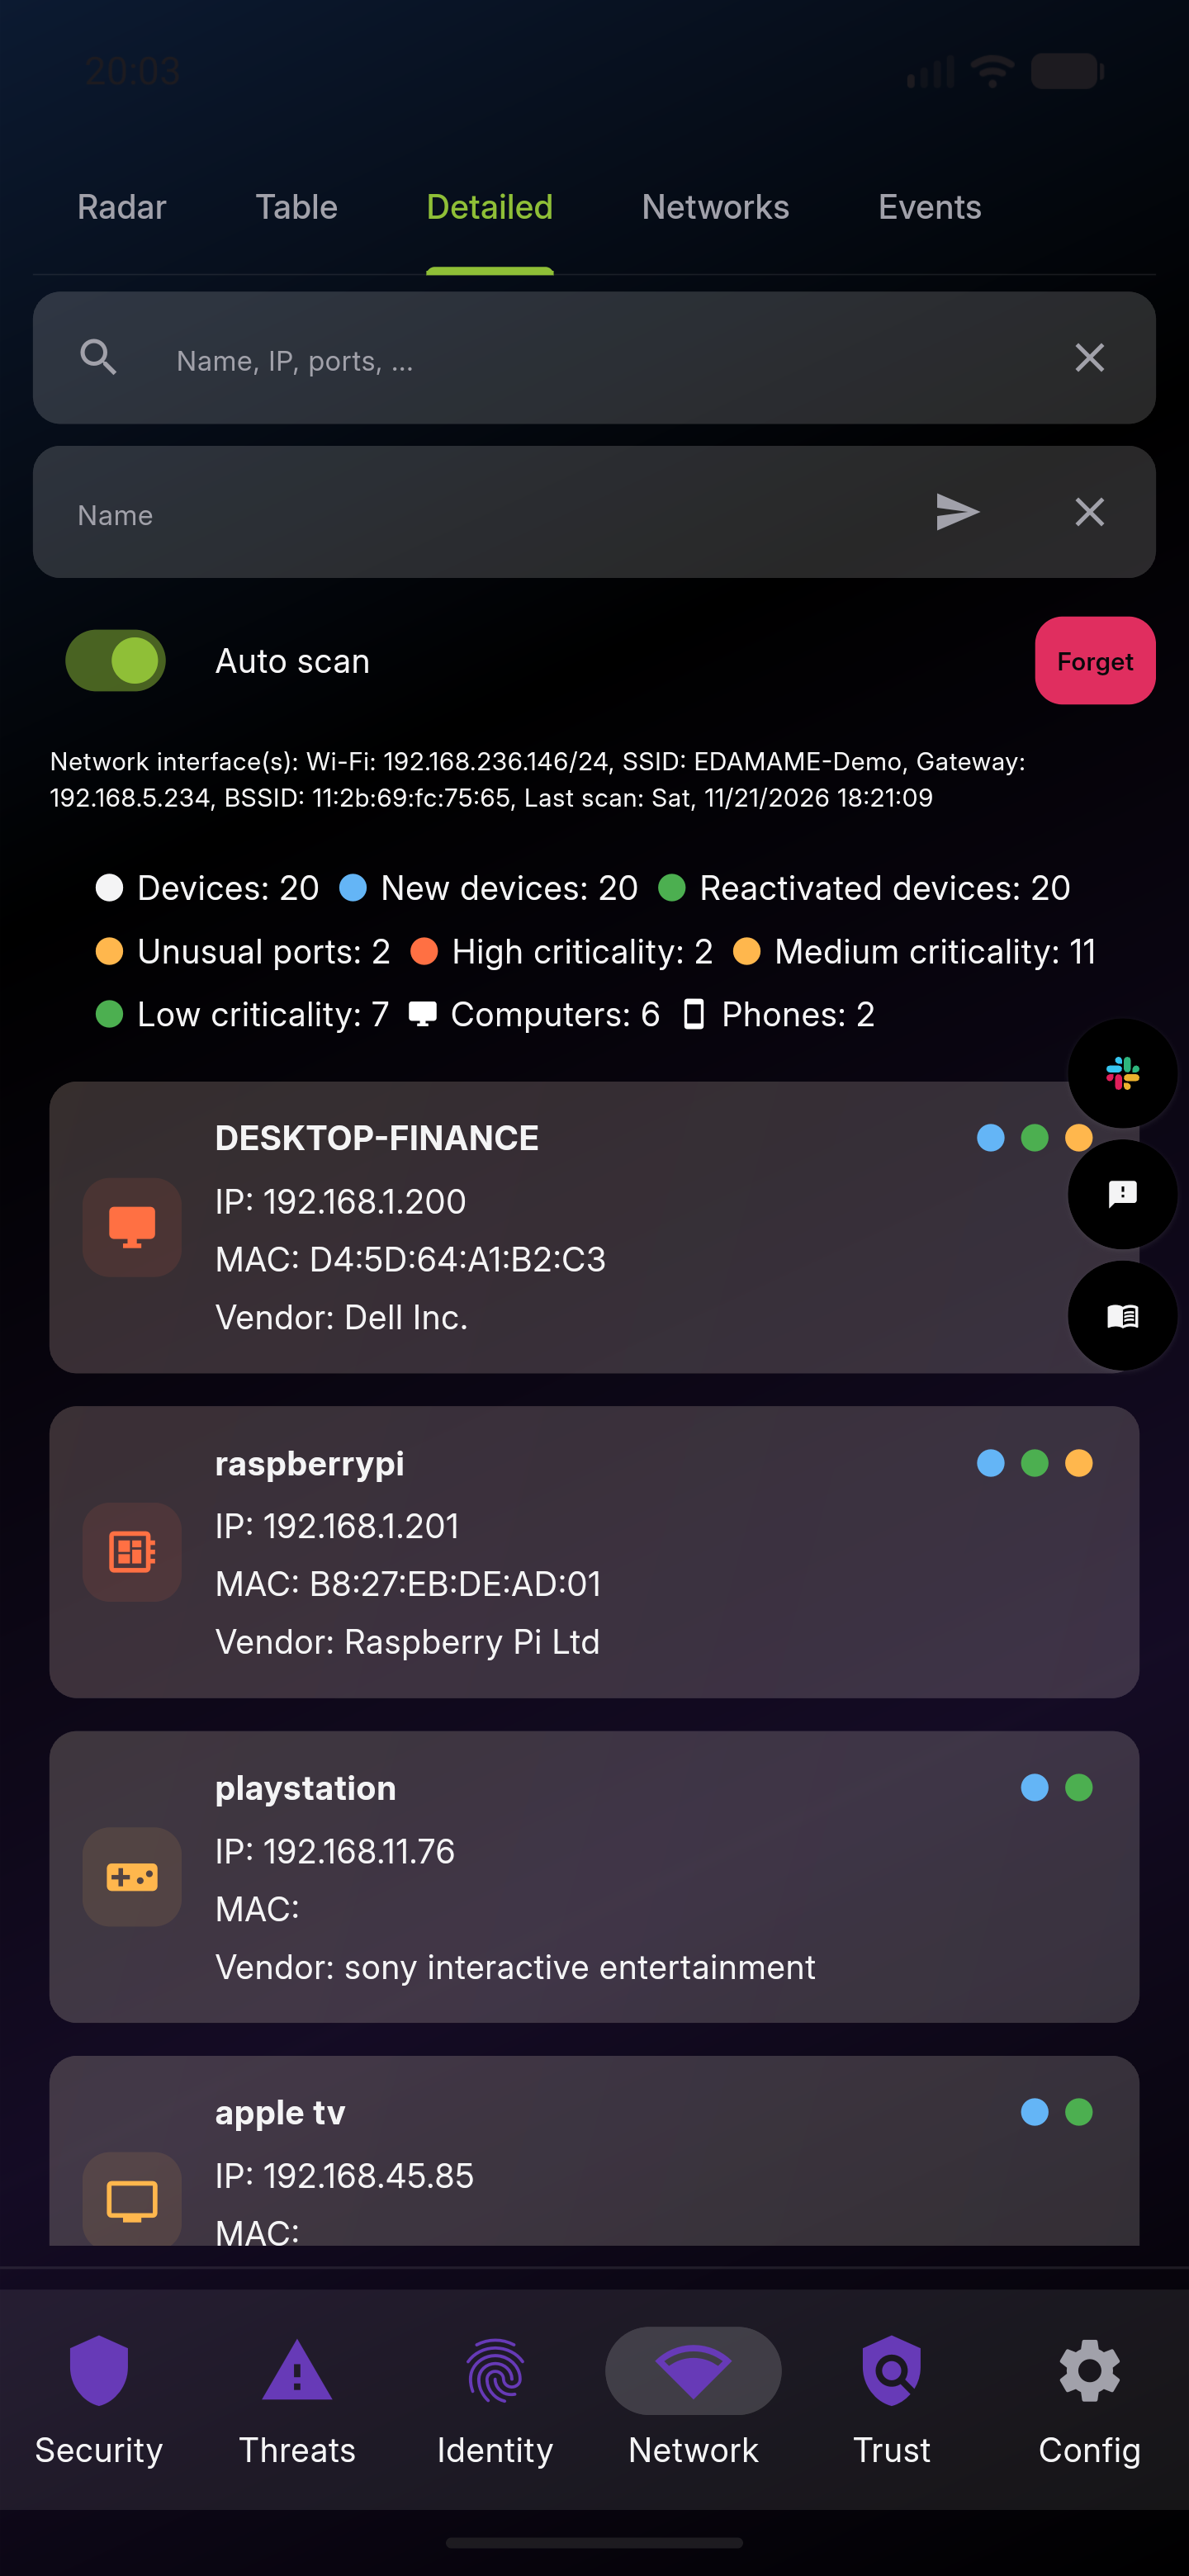 20:03
Radar Table Detailed Networks Events
Name, IP, ports, ...
Name
Auto scan Forget
Network interface(s): Wi-Fi: 192.168.236.146/24, SSID: EDAMAME-Demo, Gateway:
192.168.5.234, BSSID: 11:2b:69:fc:75:65, Last scan: Sat, 11/21/2026 18:21:09
Devices: 20 New devices: 20 Reactivated devices: 20
Unusual ports: 2 High criticality: 2 Medium criticality: 11
Low criticality: 7 Computers: 6 Phones: 2
DESKTOP-FINANCE
IP: 192.168.1.200
MAC: D4:5D:64:A1:B2:C3
Vendor: Dell Inc.
raspberrypi
IP: 192.168.1.201
MAC: B8:27:EB:DE:AD:01
Vendor: Raspberry Pi Ltd
playstation
IP: 192.168.11.76
MAC:
Vendor: sony interactive entertainment
apple tv
IP: 192.168.45.85
MAC:
Security Threats Identity Network Trust Config